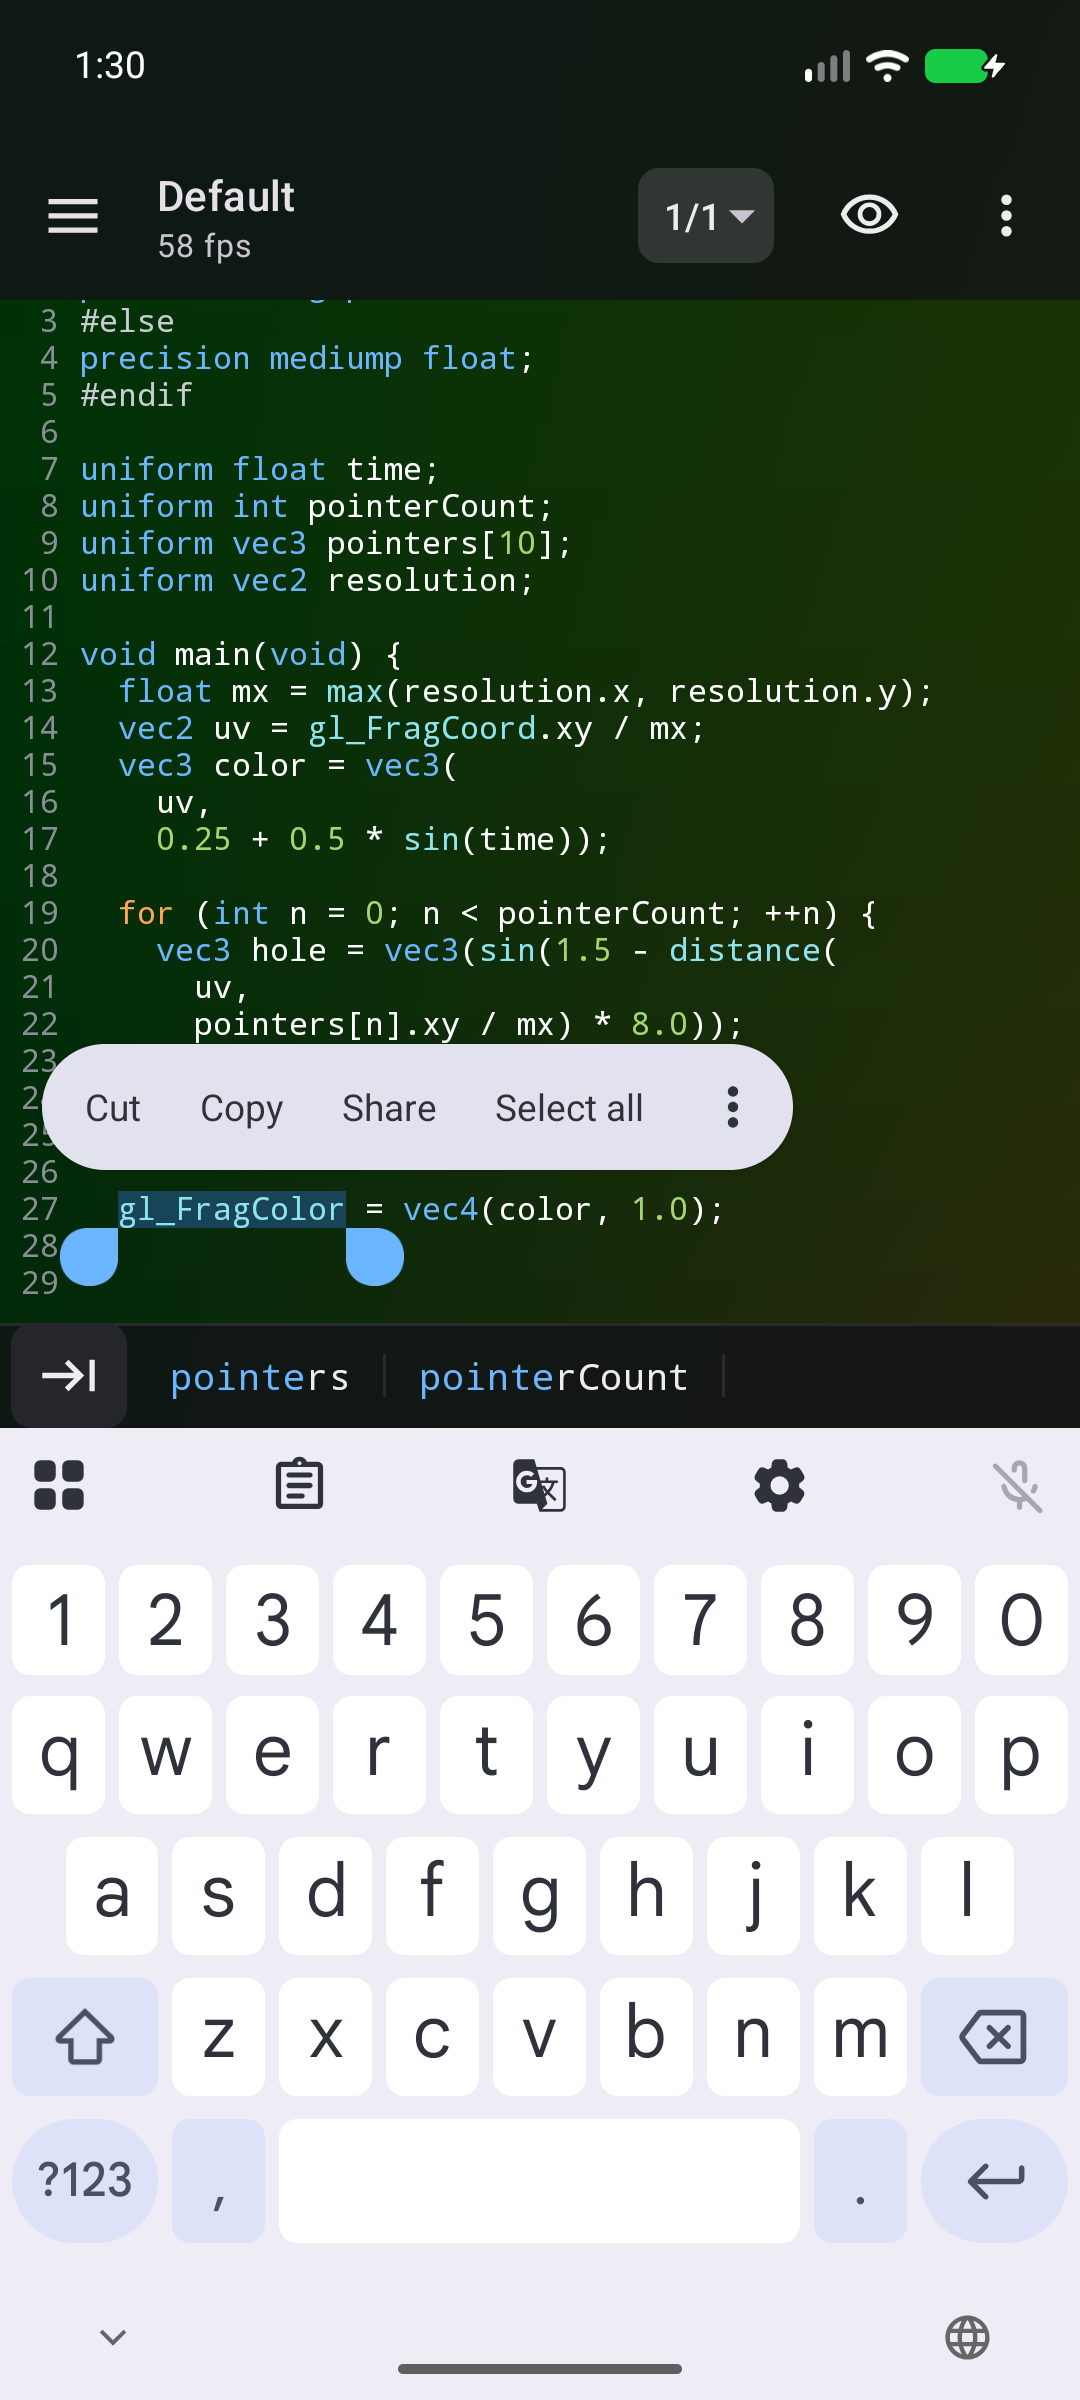 1:30
Default
58 fps
1/1
3 #else
4 precision mediump float;
5 #endif
6
7 uniform float time;
8 uniform int pointerCount;
9 uniform vec3 pointers[10];
10 uniform vec2 resolution;
11
12 void main(void) {
13 float mx = max(resolution.x, resolution.y);
14 vec2 uv = gl_FragCoord.xy / mx;
15 vec3 color = vec3(
16 uv,
17 0.25 + 0.5 * sin(time));
18
19 for (int n = 0; n < pointerCount; ++n) {
20 vec3 hole = vec3(sin(1.5 - distance(
21 uv,
22 pointers[n].xy / mx) * 8.0));
23
Cut Copy Share Select all
26
27 gl_FragColor = vec4(color, 1.0);
28
29
pointers pointerCount
1 2 3 4 5 6 7 8 9 0
q w e r t y u i o p
a s d f g h j k l
z x c v b n m
?123 , .